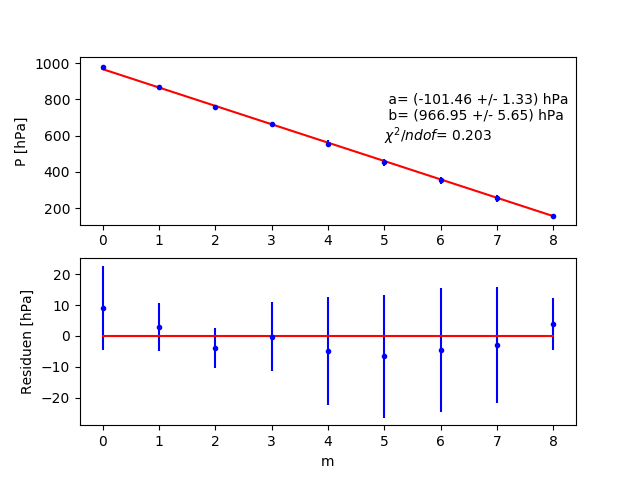 1000
800
600
400
200
P [hPa]
a= (-101.46 +/- 1.33) hPa
b= (966.95 +/- 5.65) hPa
χ²/ndof= 0.203
0 1 2 3 4 5 6 7 8
20
10
0
−10
−20
Residuen [hPa]
0 1 2 3 4 5 6 7 8
m